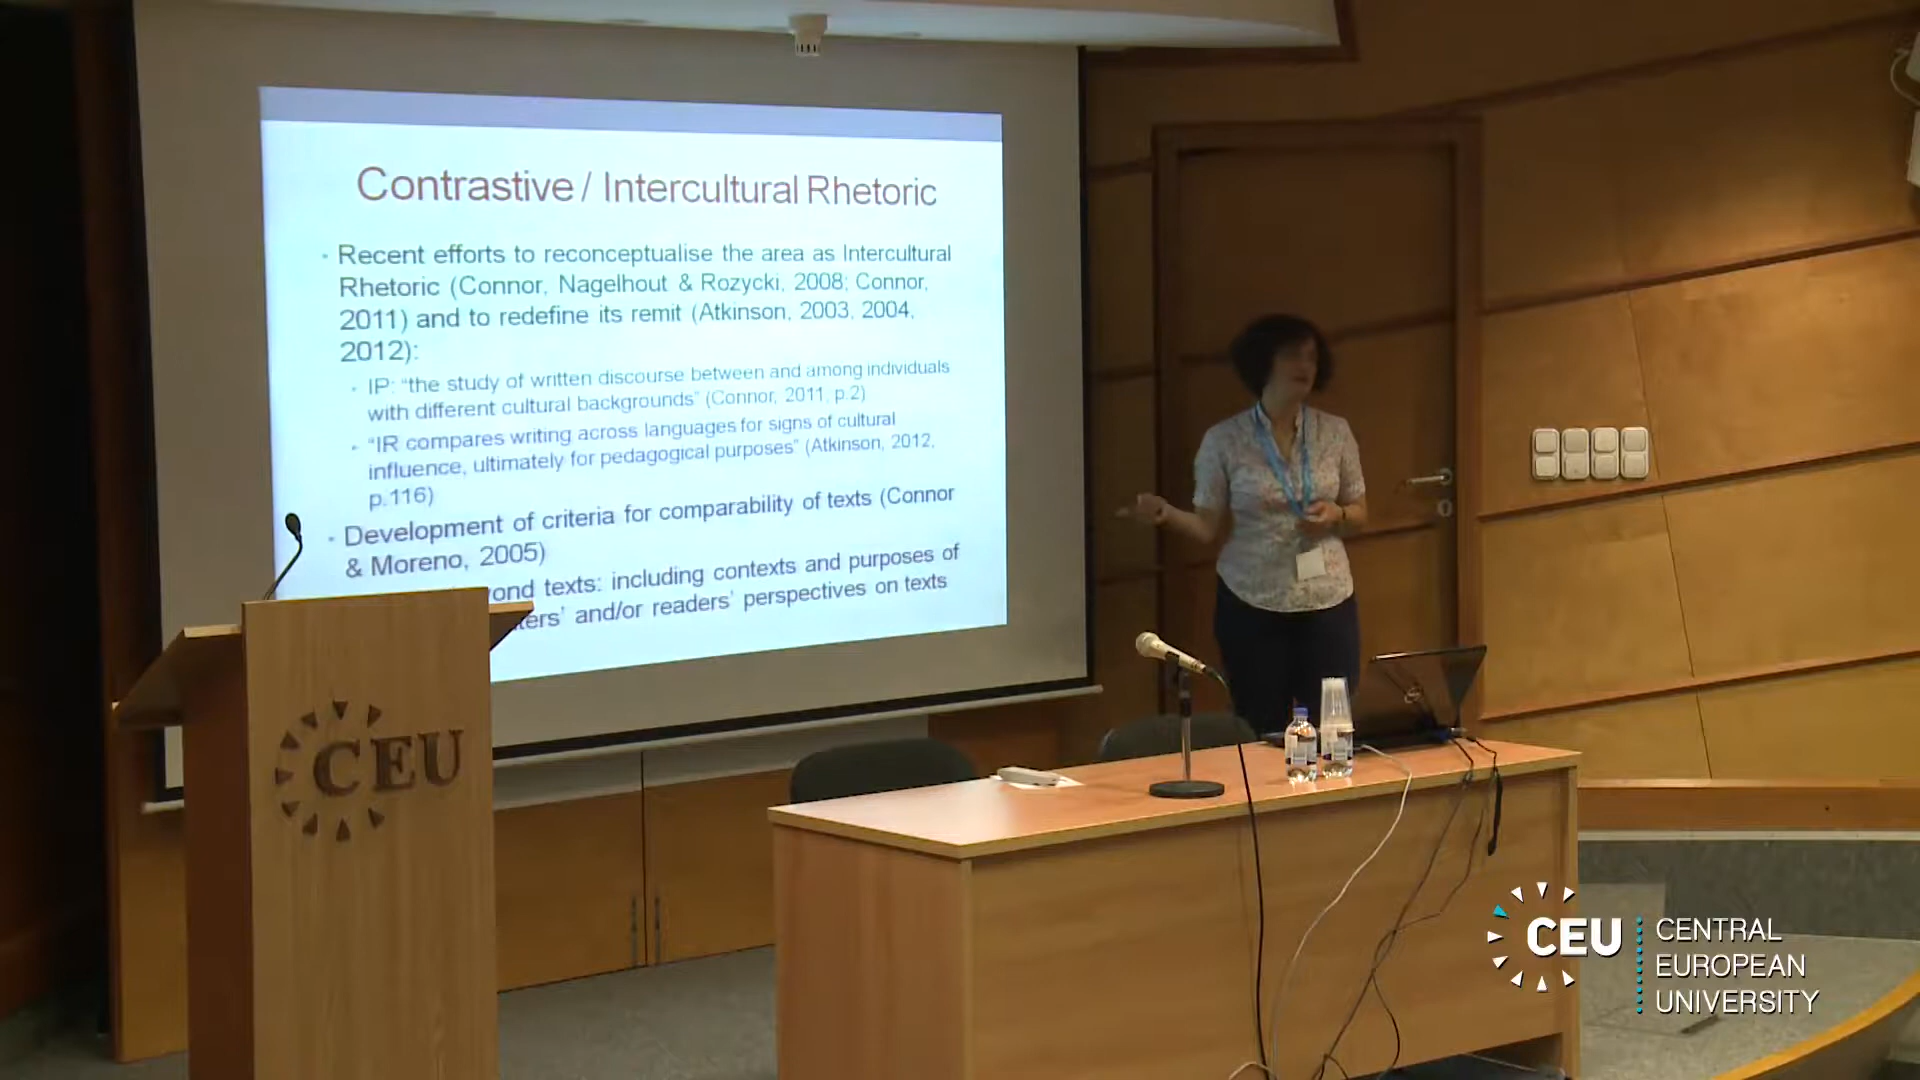 Contrastive / Intercultural Rhetoric
Recent efforts to reconceptualise the area as Intercultural
Rhetoric (Connor, Nagelhout & Rozycki, 2008; Connor,
2011) and to redefine its remit (Atkinson, 2003, 2004,
2012):
IP: “the study of written discourse between and among individuals
with different cultural backgrounds” (Connor, 2011, p.2)
“IR compares writing across languages for signs of cultural
influence, ultimately for pedagogical purposes” (Atkinson, 2012,
p.116)
Development of criteria for comparability of texts (Connor
& Moreno, 2005)
texts: including contexts and purposes of
and/or readers’ perspectives on texts
CEU
CEU
CENTRAL
EUROPEAN
UNIVERSITY